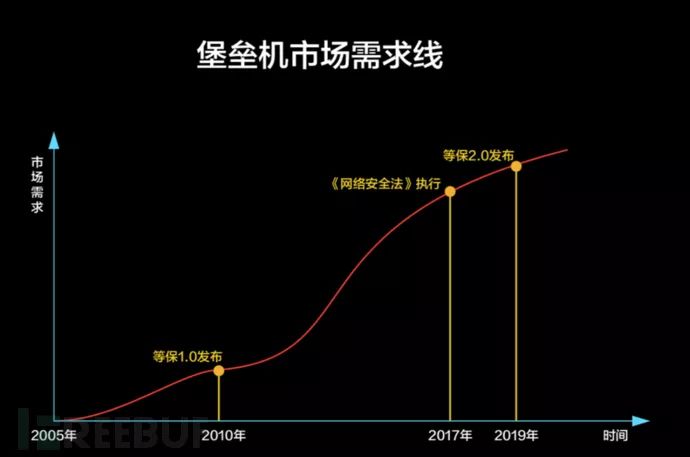 堡垒机市场需求线
市场需求
等保2.0发布
《网络安全法》执行
等保1.0发布
REEBUF
2005年
2010年
2017年
2019年
时间